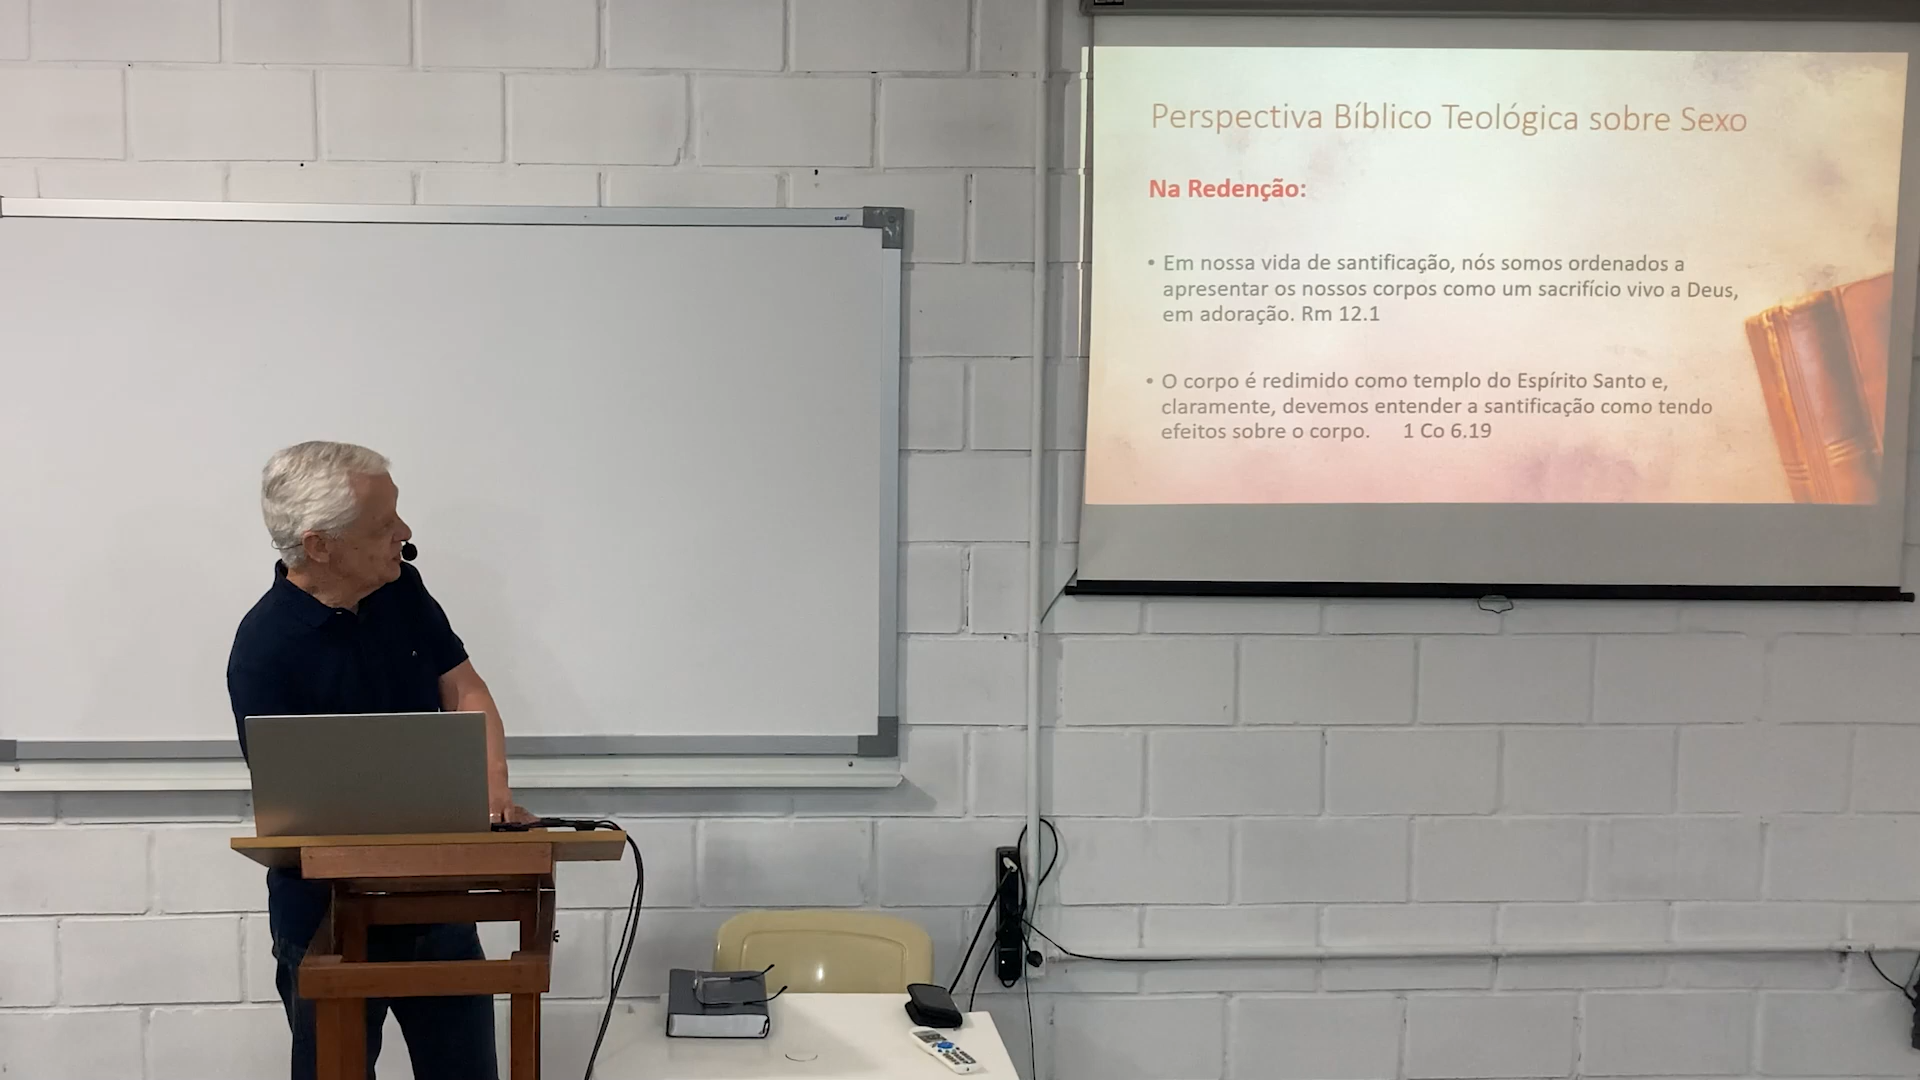 Perspectiva Bíblico Teológica sobre Sexo
Na Redenção:
• Em nossa vida de santificação, nós somos ordenados a
apresentar os nossos corpos como um sacrifício vivo a Deus,
em adoração. Rm 12.1
• O corpo é redimido como templo do Espírito Santo e,
claramente, devemos entender a santificação como tendo
efeitos sobre o corpo. 1 Co 6.19